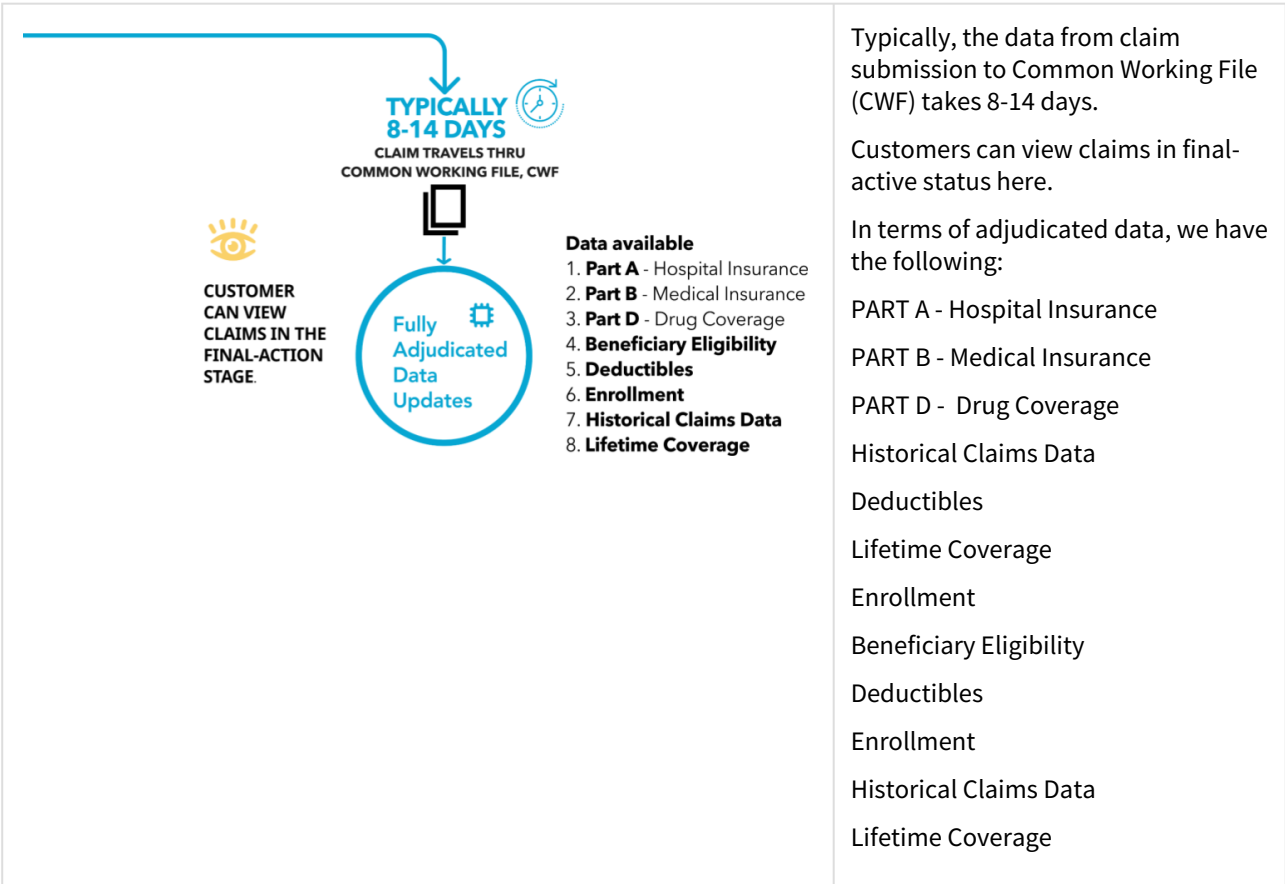 TYPICALLY
8-14 DAYS
CLAIM TRAVELS THRU
COMMON WORKING FILE, CWF
CUSTOMER
CAN VIEW
CLAIMS IN THE
FINAL-ACTION
STAGE.
Fully
Adjudicated
Data
Updates
Data available
1. Part A - Hospital Insurance
2. Part B - Medical Insurance
3. Part D - Drug Coverage
4. Beneficiary Eligibility
5. Deductibles
6. Enrollment
7. Historical Claims Data
8. Lifetime Coverage
Typically, the data from claim
submission to Common Working File
(CWF) takes 8-14 days.
Customers can view claims in final-
active status here.
In terms of adjudicated data, we have
the following:
PART A - Hospital Insurance
PART B - Medical Insurance
PART D - Drug Coverage
Historical Claims Data
Deductibles
Lifetime Coverage
Enrollment
Beneficiary Eligibility
Deductibles
Enrollment
Historical Claims Data
Lifetime Coverage